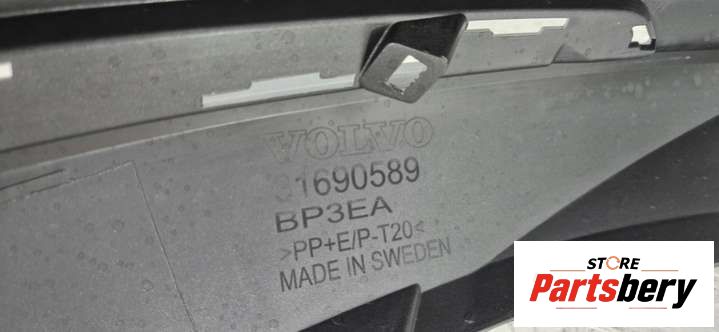 VOLVO
31690589
BP3EA
>PP+E/P-T20<
MADE IN SWEDEN
STORE
Partsbery